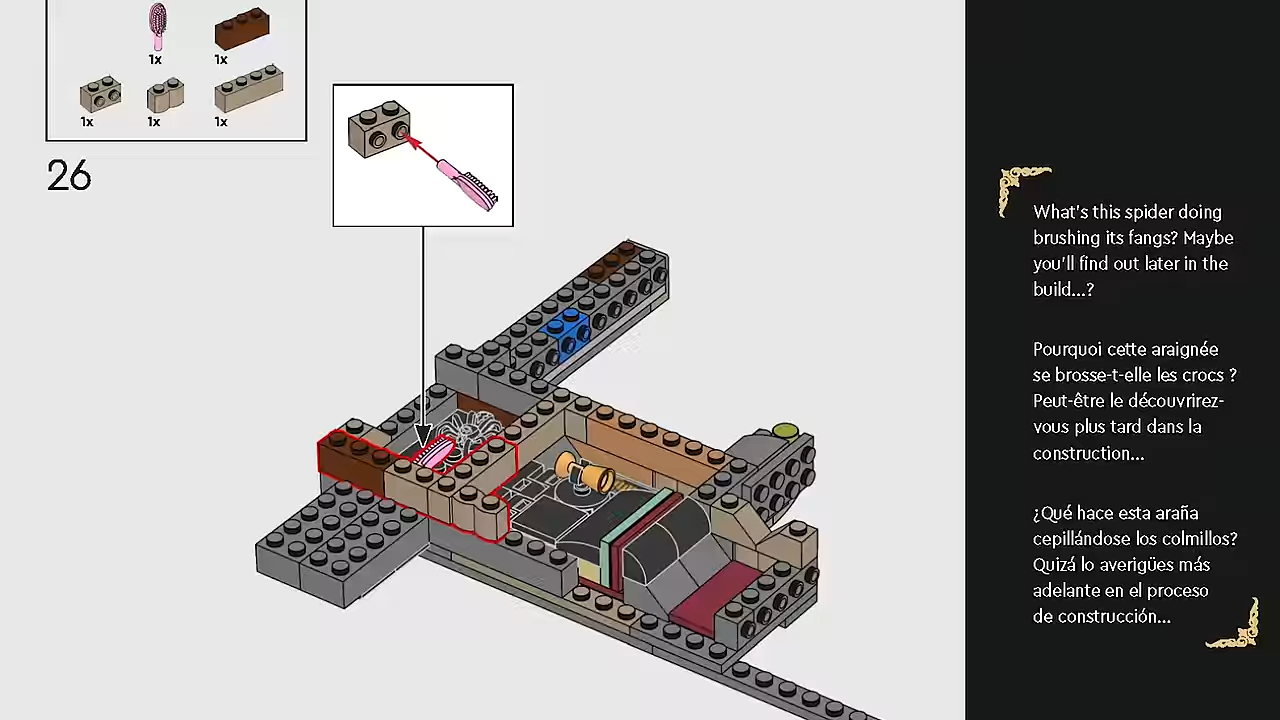 1x
1x
1x
1x
1x
26
What's this spider doing
brushing its fangs? Maybe
you'll find out later in the
build...?
Pourquoi cette araignée
se brosse-t-elle les crocs ?
Peut-être le découvrirez-
vous plus tard dans la
construction...
¿Qué hace esta araña
cepillándose los colmillos?
Quizá lo averigües más
adelante en el proceso
de construcción...